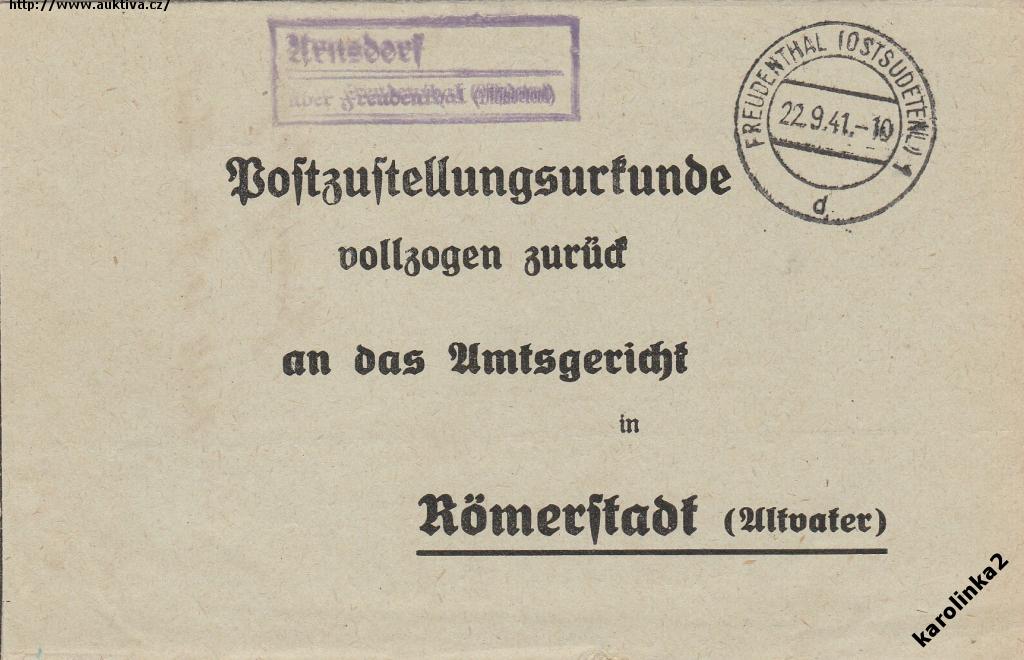 http://www.auktiva.cz/
Arnsdorf
über Freudenthal
FREUDENTHAL (OSTSUDETENL) 1
22.9.41.-10
d
Postzustellungsurkunde
vollzogen zurück
an das Amtsgericht
in
Römerstadt (Altvater)
karolinka2